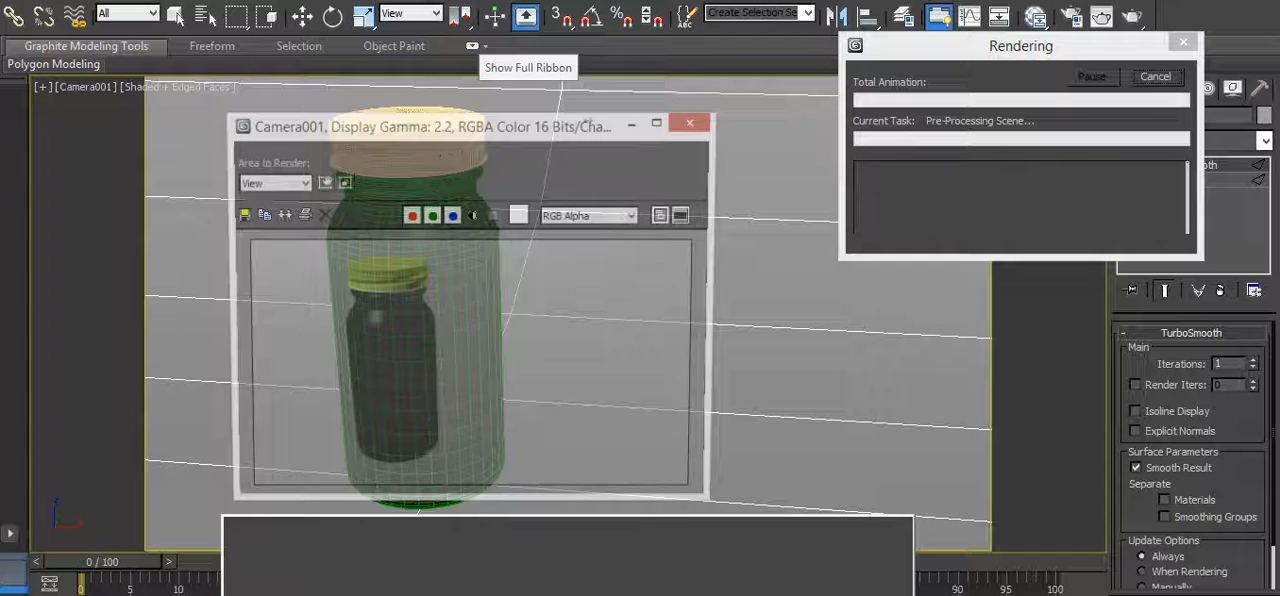 All
View
3
Create Selection Se
Graphite Modeling Tools
Freeform
Selection
Object Paint
Polygon Modeling
Show Full Ribbon
[+] [Camera001] [Shaded + Edged Faces]
Rendering
Total Animation:
Pause
Cancel
Current Task: Pre-Processing Scene...
Camera001, Display Gamma: 2.2, RGBA Color 16 Bits/Cha...
Area to Render:
View
RGB Alpha
TurboSmooth
Main
Iterations: 1
Render Iters: 0
Isoline Display
Explicit Normals
Surface Parameters
Smooth Result
Separate
Materials
Smoothing Groups
Update Options
Always
When Rendering
Manually
0 / 100
0
5
10
90
95
100